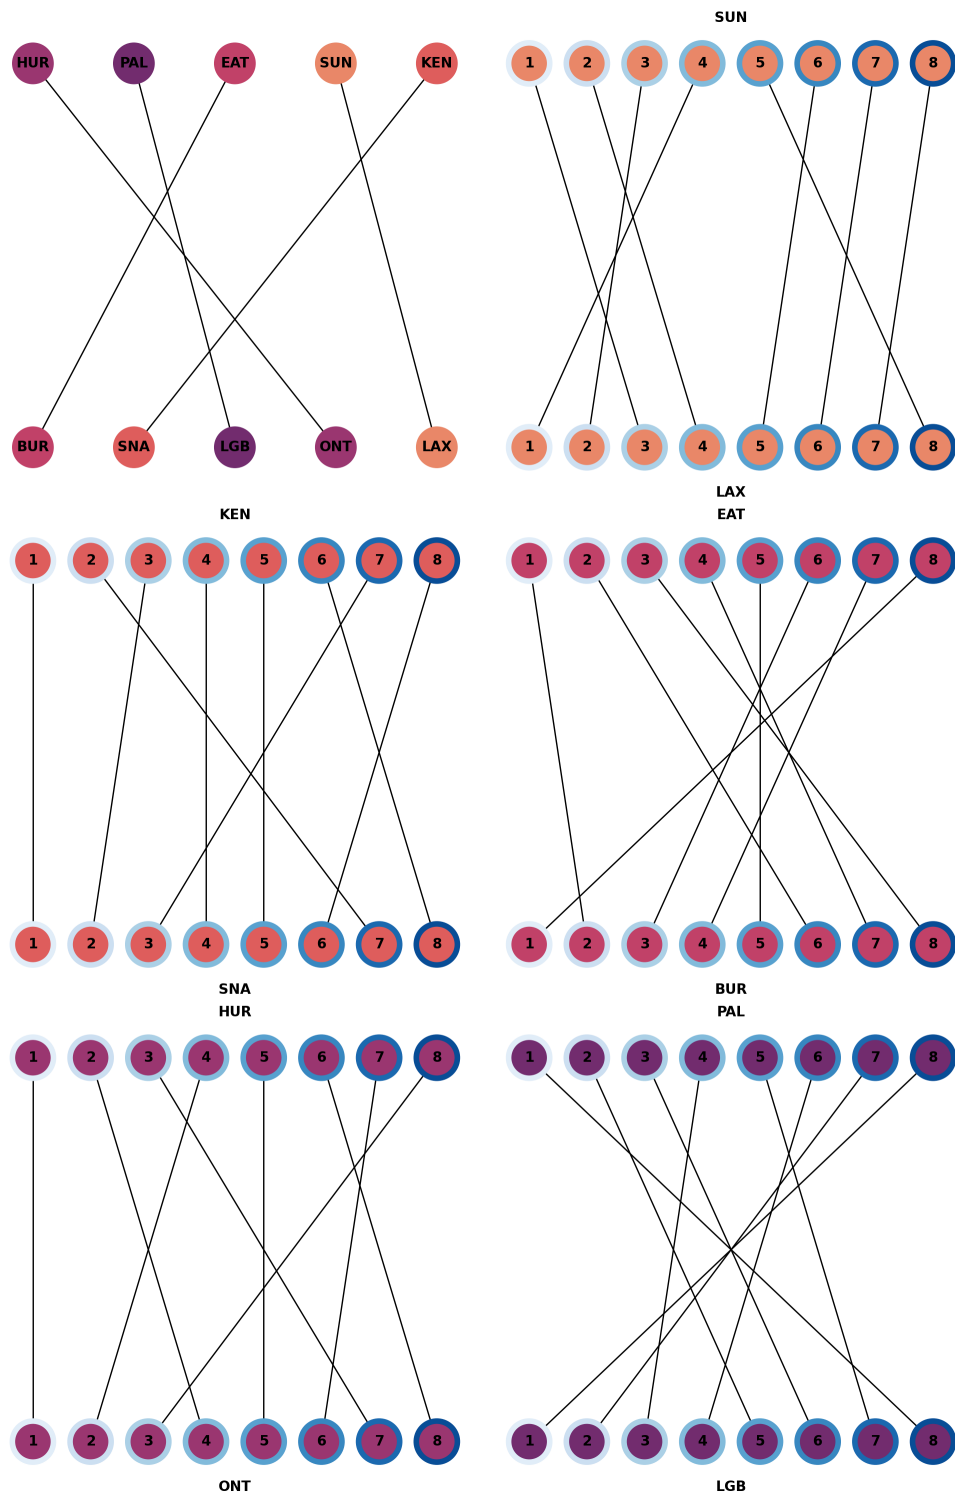 HUR PAL EAT SUN KEN
BUR SNA LGB ONT LAX
SUN
1 2 3 4 5 6 7 8
1 2 3 4 5 6 7 8
LAX
KEN
1 2 3 4 5 6 7 8
1 2 3 4 5 6 7 8
SNA
EAT
1 2 3 4 5 6 7 8
1 2 3 4 5 6 7 8
BUR
HUR
1 2 3 4 5 6 7 8
1 2 3 4 5 6 7 8
ONT
PAL
1 2 3 4 5 6 7 8
1 2 3 4 5 6 7 8
LGB